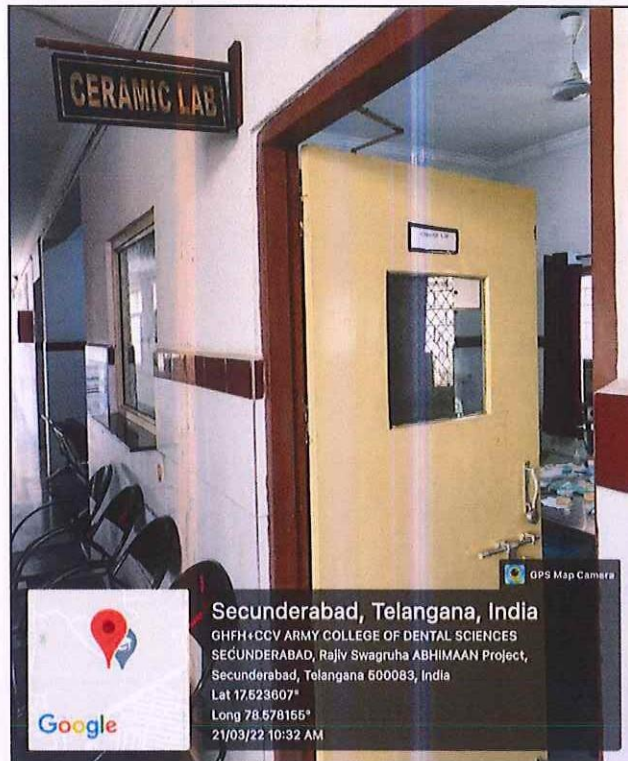 CERAMIC LAB
GPS Map Camera
Google
Secunderabad, Telangana, India
GHFH+CCV ARMY COLLEGE OF DENTAL SCIENCES
SECUNDERABAD, Rajiv Swagruha ABHIMAAN Project,
Secunderabad, Telangana 500083, India
Lat 17.523607°
Long 78.578155°
21/03/22 10:32 AM